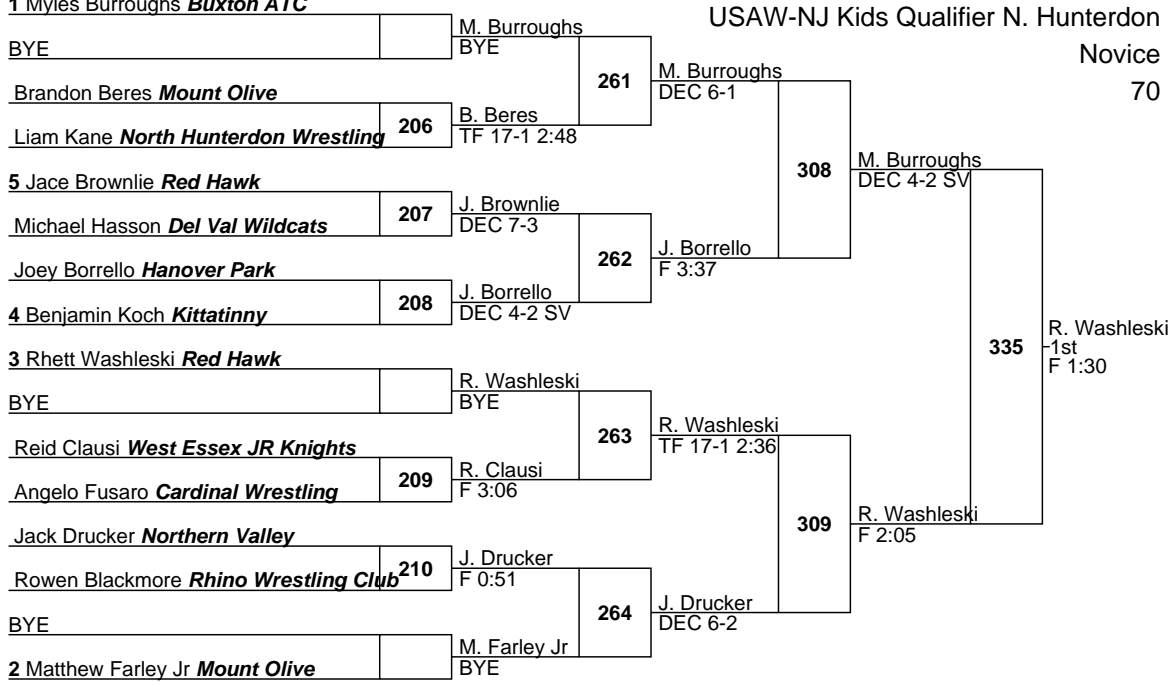 USAW-NJ Kids Qualifier N. Hunterdon
Novice
70
1 Myles Burroughs Buxton ATC
BYE
Brandon Beres Mount Olive
206
Liam Kane North Hunterdon Wrestling
5 Jace Brownlie Red Hawk
207
Michael Hasson Del Val Wildcats
Joey Borrello Hanover Park
208
4 Benjamin Koch Kittatinny
3 Rhett Washleski Red Hawk
BYE
Reid Clausi West Essex JR Knights
209
Angelo Fusaro Cardinal Wrestling
Jack Drucker Northern Valley
210
Rowen Blackmore Rhino Wrestling Club
BYE
2 Matthew Farley Jr Mount Olive
M. Burroughs
BYE
261
B. Beres
TF 17-1 2:48
J. Brownlie
DEC 7-3
262
J. Borrello
DEC 4-2 SV
R. Washleski
BYE
263
R. Clausi
F 3:06
J. Drucker
F 0:51
264
M. Farley Jr
BYE
M. Burroughs
DEC 6-1
308
J. Borrello
F 3:37
R. Washleski
TF 17-1 2:36
309
J. Drucker
DEC 6-2
M. Burroughs
DEC 4-2 SV
335
R. Washleski
F 2:05
R. Washleski
1st
F 1:30